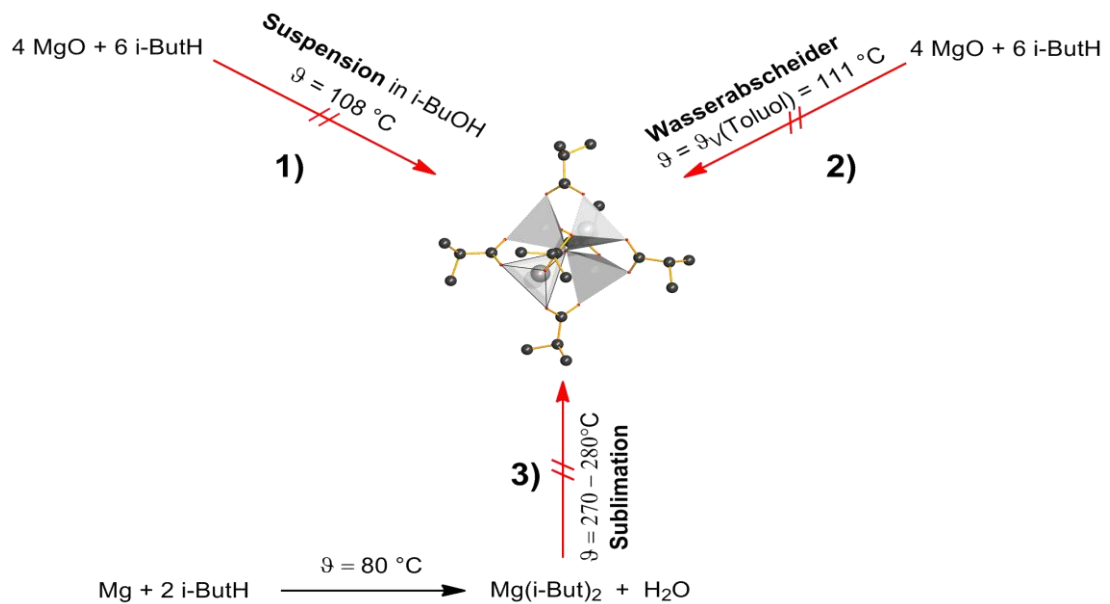 4 MgO + 6 i-ButH
Suspension in i-BuOH
ϑ = 108 °C
1)
4 MgO + 6 i-ButH
Wasserabscheider
ϑ = ϑV(Toluol) = 111 °C
2)
3)
ϑ = 270 – 280°C
Sublimation
Mg + 2 i-ButH
ϑ = 80 °C
Mg(i-But)2 + H2O